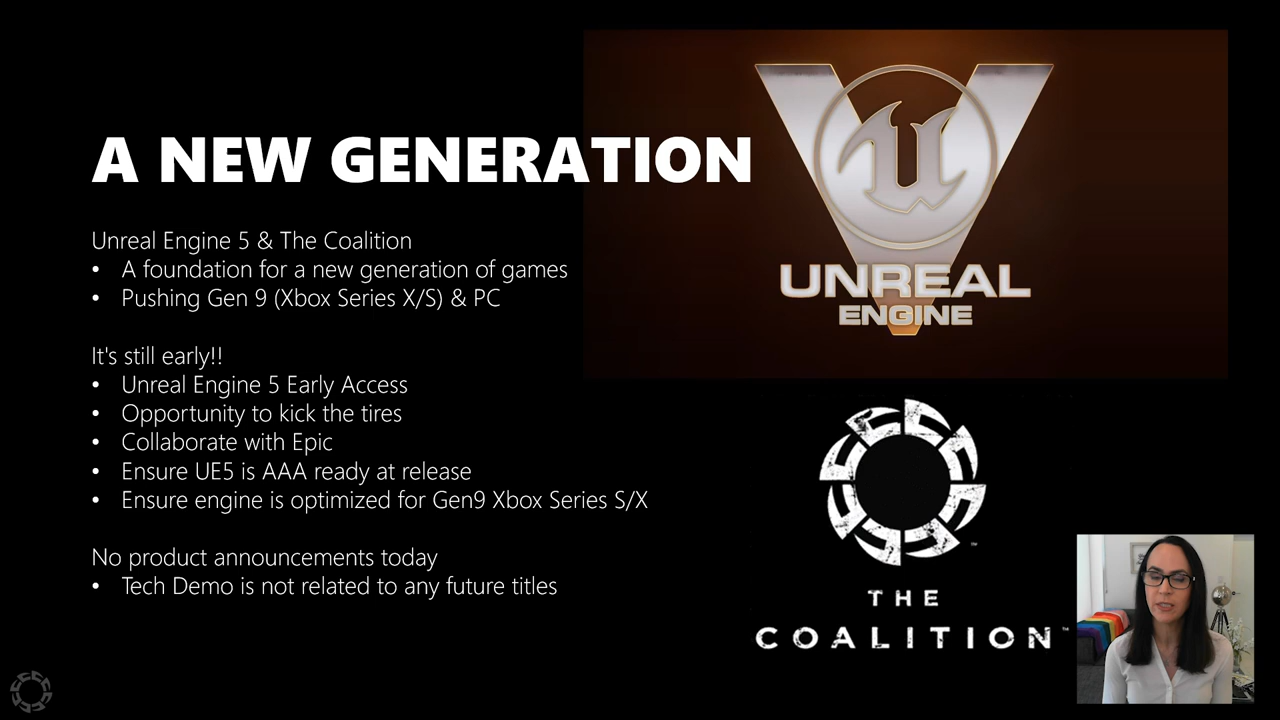 A NEW GENERATION
Unreal Engine 5 & The Coalition
• A foundation for a new generation of games
• Pushing Gen 9 (Xbox Series X/S) & PC
It's still early!!
• Unreal Engine 5 Early Access
• Opportunity to kick the tires
• Collaborate with Epic
• Ensure UE5 is AAA ready at release
• Ensure engine is optimized for Gen9 Xbox Series S/X
No product announcements today
• Tech Demo is not related to any future titles
UNREAL
ENGINE
THE
COALITION™